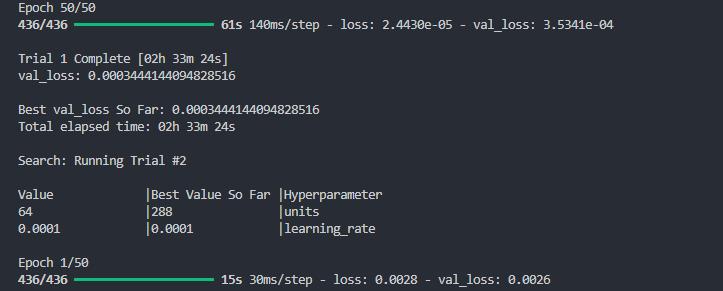 Epoch 50/50
436/436 ━━━━━━━━━━━━━━━━━━━━ 61s 140ms/step - loss: 2.4430e-05 - val_loss: 3.5341e-04
Trial 1 Complete [02h 33m 24s]
val_loss: 0.0003444144094828516
Best val_loss So Far: 0.0003444144094828516
Total elapsed time: 02h 33m 24s
Search: Running Trial #2
Value |Best Value So Far |Hyperparameter
64 |288 |units
0.0001 |0.0001 |learning_rate
Epoch 1/50
436/436 ━━━━━━━━━━━━━━━━━━━━ 15s 30ms/step - loss: 0.0028 - val_loss: 0.0026